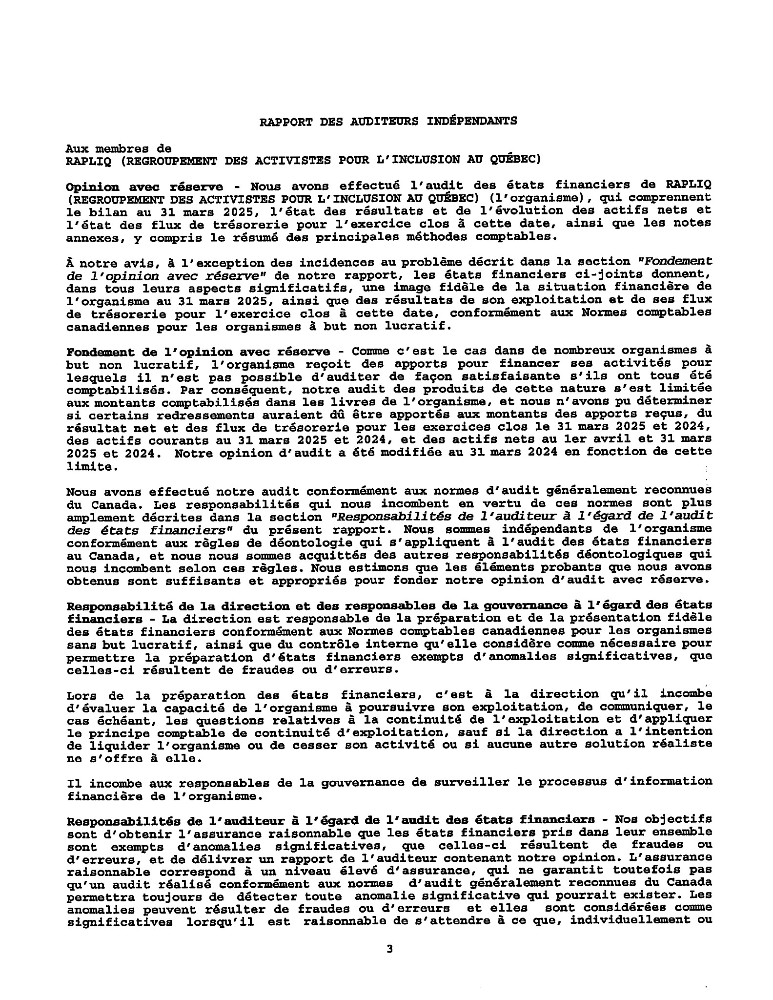 RAPPORT DES AUDITEURS INDÉPENDANTS
Aux membres de
RAPLIQ (REGROUPEMENT DES ACTIVISTES POUR L'INCLUSION AU QUÉBEC)
Opinion avec réserve - Nous avons effectué l'audit des états financiers de RAPLIQ
(REGROUPEMENT DES ACTIVISTES POUR L'INCLUSION AU QUÉBEC) (l'organisme), qui comprennent
le bilan au 31 mars 2025, l'état des résultats et de l'évolution des actifs nets et
l'état des flux de trésorerie pour l'exercice clos à cette date, ainsi que les notes
annexes, y compris le résumé des principales méthodes comptables.
À notre avis, à l'exception des incidences au problème décrit dans la section "Fondement
de l'opinion avec réserve" de notre rapport, les états financiers ci-joints donnent,
dans tous leurs aspects significatifs, une image fidèle de la situation financière de
l'organisme au 31 mars 2025, ainsi que des résultats de son exploitation et de ses flux
de trésorerie pour l'exercice clos à cette date, conformément aux Normes comptables
canadiennes pour les organismes à but non lucratif.
Fondement de l'opinion avec réserve - Comme c'est le cas dans de nombreux organismes à
but non lucratif, l'organisme reçoit des apports pour financer ses activités pour
lesquels il n'est pas possible d'auditer de façon satisfaisante s'ils ont tous été
comptabilisés. Par conséquent, notre audit des produits de cette nature s'est limitée
aux montants comptabilisés dans les livres de l'organisme, et nous n'avons pu déterminer
si certains redressements auraient dû être apportés aux montants des apports reçus, du
résultat net et des flux de trésorerie pour les exercices clos le 31 mars 2025 et 2024,
des actifs courants au 31 mars 2025 et 2024, et des actifs nets au 1er avril et 31 mars
2025 et 2024. Notre opinion d'audit a été modifiée au 31 mars 2024 en fonction de cette
limite.
Nous avons effectué notre audit conformément aux normes d'audit généralement reconnues
du Canada. Les responsabilités qui nous incombent en vertu de ces normes sont plus
amplement décrites dans la section "Responsabilités de l'auditeur à l'égard de l'audit
des états financiers" du présent rapport. Nous sommes indépendants de l'organisme
conformément aux règles de déontologie qui s'appliquent à l'audit des états financiers
au Canada, et nous nous sommes acquittés des autres responsabilités déontologiques qui
nous incombent selon ces règles. Nous estimons que les éléments probants que nous avons
obtenus sont suffisants et appropriés pour fonder notre opinion d'audit avec réserve.
Responsabilité de la direction et des responsables de la gouvernance à l'égard des états
financiers - La direction est responsable de la préparation et de la présentation fidèle
des états financiers conformément aux Normes comptables canadiennes pour les organismes
sans but lucratif, ainsi que du contrôle interne qu'elle considère comme nécessaire pour
permettre la préparation d'états financiers exempts d'anomalies significatives, que
celles-ci résultent de fraudes ou d'erreurs.
Lors de la préparation des états financiers, c'est à la direction qu'il incombe
d'évaluer la capacité de l'organisme à poursuivre son exploitation, de communiquer, le
cas échéant, les questions relatives à la continuité de l'exploitation et d'appliquer
le principe comptable de continuité d'exploitation, sauf si la direction a l'intention
de liquider l'organisme ou de cesser son activité ou si aucune autre solution réaliste
ne s'offre à elle.
Il incombe aux responsables de la gouvernance de surveiller le processus d'information
financière de l'organisme.
Responsabilités de l'auditeur à l'égard de l'audit des états financiers - Nos objectifs
sont d'obtenir l'assurance raisonnable que les états financiers pris dans leur ensemble
sont exempts d'anomalies significatives, que celles-ci résultent de fraudes ou
d'erreurs, et de délivrer un rapport de l'auditeur contenant notre opinion. L'assurance
raisonnable correspond à un niveau élevé d'assurance, qui ne garantit toutefois pas
qu'un audit réalisé conformément aux normes d'audit généralement reconnues du Canada
permettra toujours de détecter toute anomalie significative qui pourrait exister. Les
anomalies peuvent résulter de fraudes ou d'erreurs et elles sont considérées comme
significatives lorsqu'il est raisonnable de s'attendre à ce que, individuellement ou
3